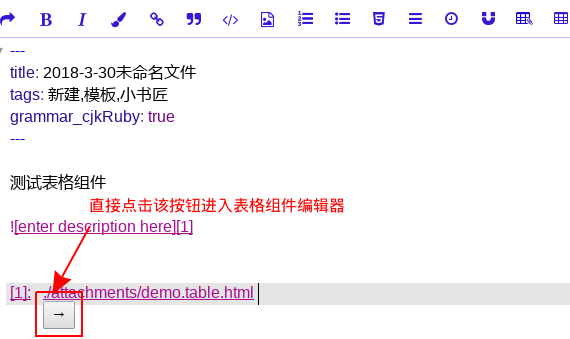 ---
title: 2018-3-30未命名文件
tags: 新建,模板,小书匠
grammar_cjkRuby: true
---
测试表格组件
直接点击该按钮进入表格组件编辑器
![enter description here][1]
[1]: ./attachments/demo.table.html
→